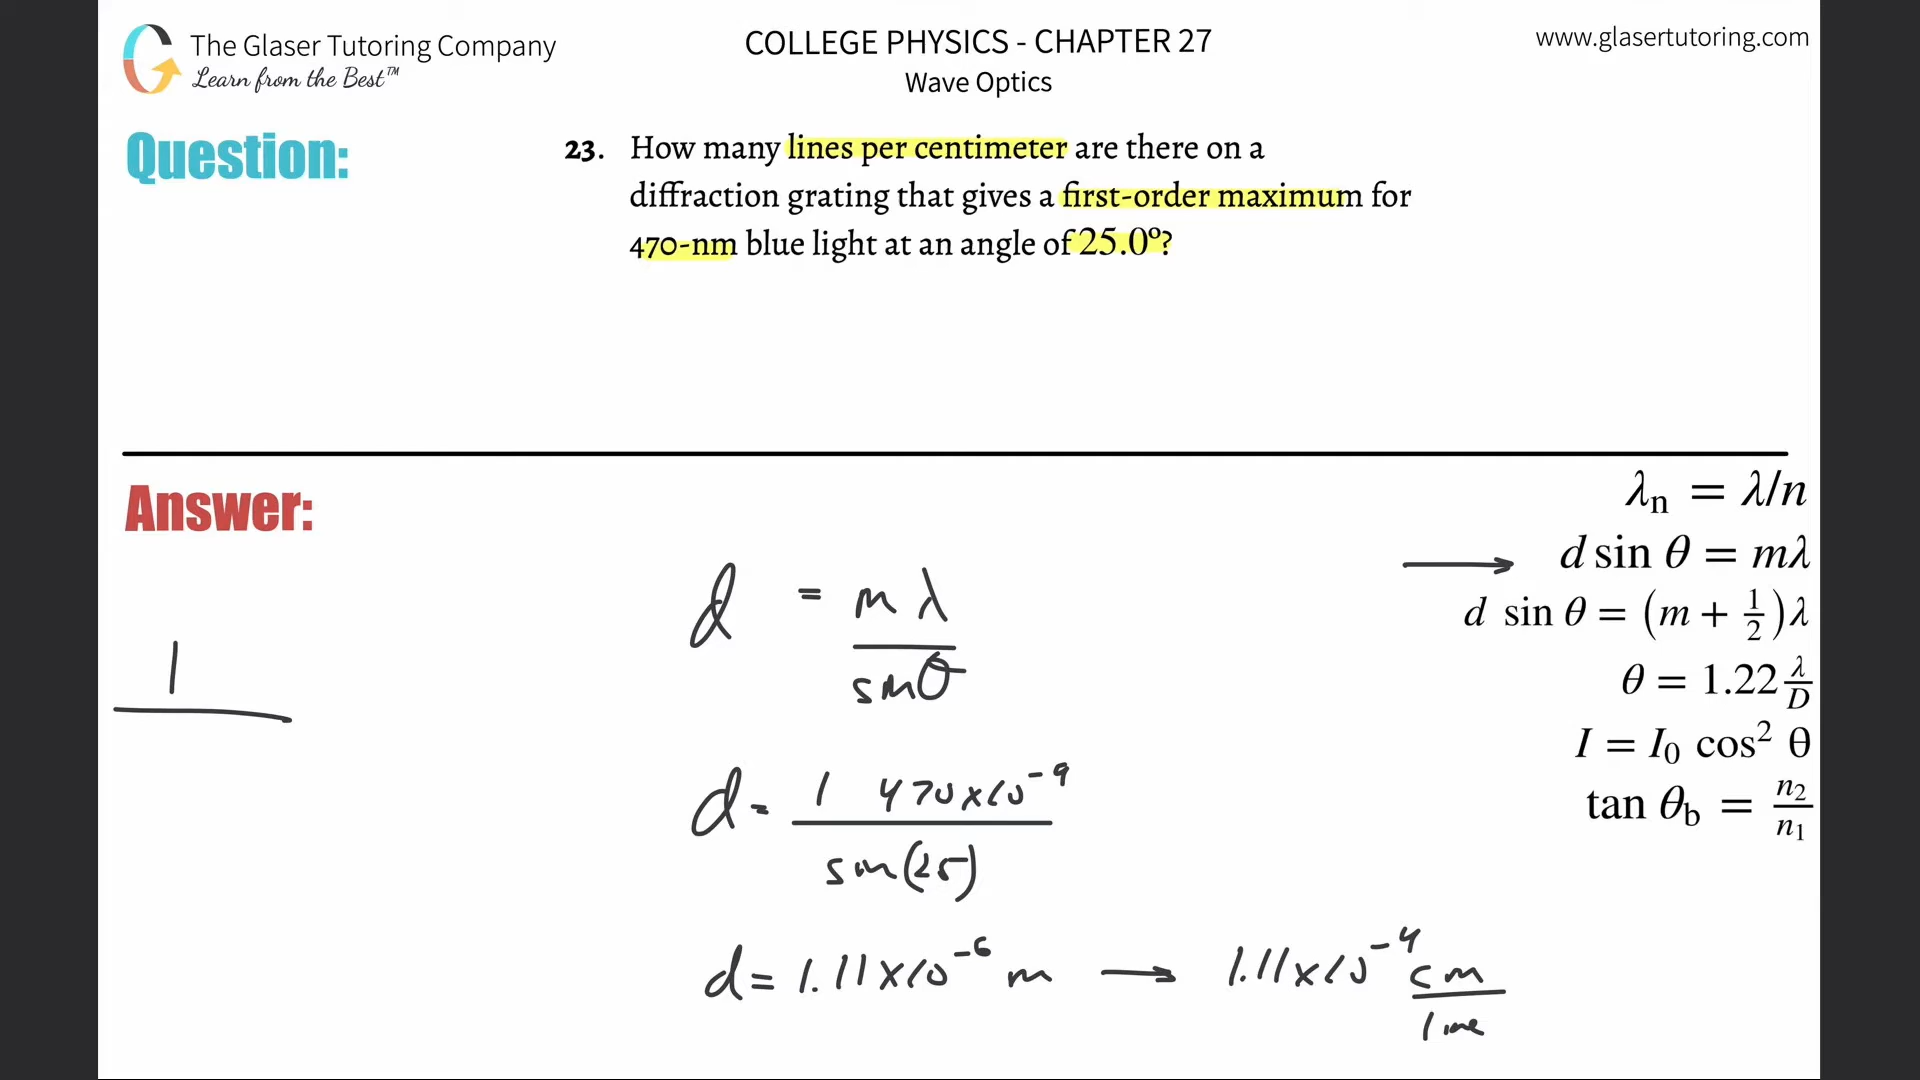 The Glaser Tutoring Company
Learn from the Best™
COLLEGE PHYSICS - CHAPTER 27
Wave Optics
www.glasertutoring.com
Question:
23. How many lines per centimeter are there on a
diffraction grating that gives a first-order maximum for
470-nm blue light at an angle of 25.0º?
Answer:
1
d = mλ / sinθ
d = 1 470x10⁻⁹ / sin(25)
d = 1.11x10⁻⁶ m → 1.11x10⁻⁴ cm / line
λₙ = λ/n
→ d sin θ = mλ
d sin θ = (m + 1/2)λ
θ = 1.22 λ/D
I = I₀ cos² θ
tan θ_b = n₂/n₁